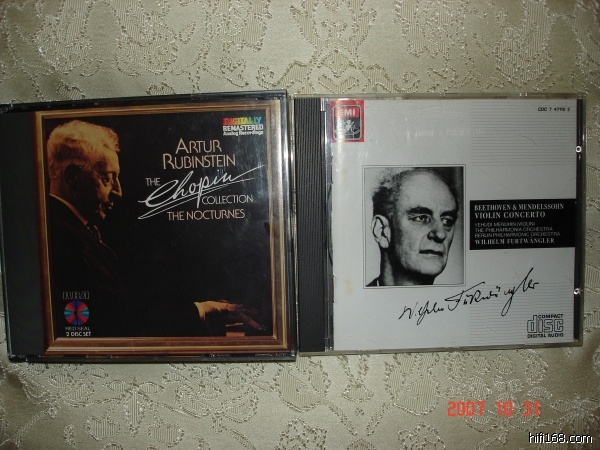 DIGITALLY
REMASTERED
Analog Recordings
ARTUR
RUBINSTEIN
THE
Chopin
COLLECTION
THE NOCTURNES
RCA
RED SEAL
2 DISC SET
EMI
BEETHOVEN & MENDELSSOHN
VIOLIN CONCERTO
YEHUDI MENUHIN (VIOLIN)
THE PHILHARMONIA ORCHESTRA
BERLIN PHILHARMONIC ORCHESTRA
WILHELM FURTWÄNGLER
Wilhelm Furtwängler
COMPACT
disc
DIGITAL AUDIO
2007 10 31
hifi168.com